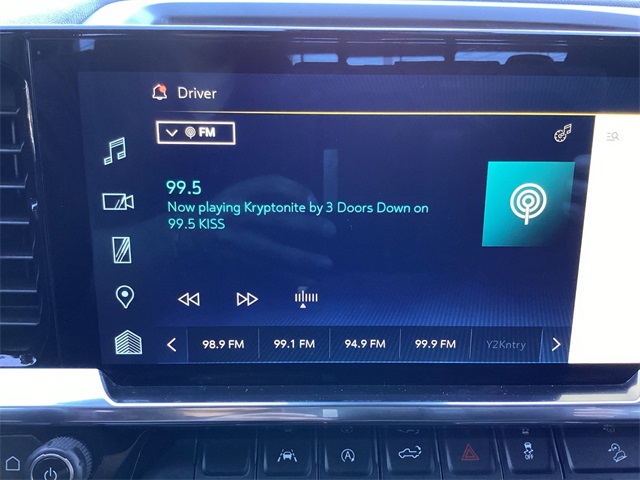 Driver
FM
99.5
Now playing Kryptonite by 3 Doors Down on
99.5 KISS
98.9 FM 99.1 FM 94.9 FM 99.9 FM Y2Kntry
A
OFF